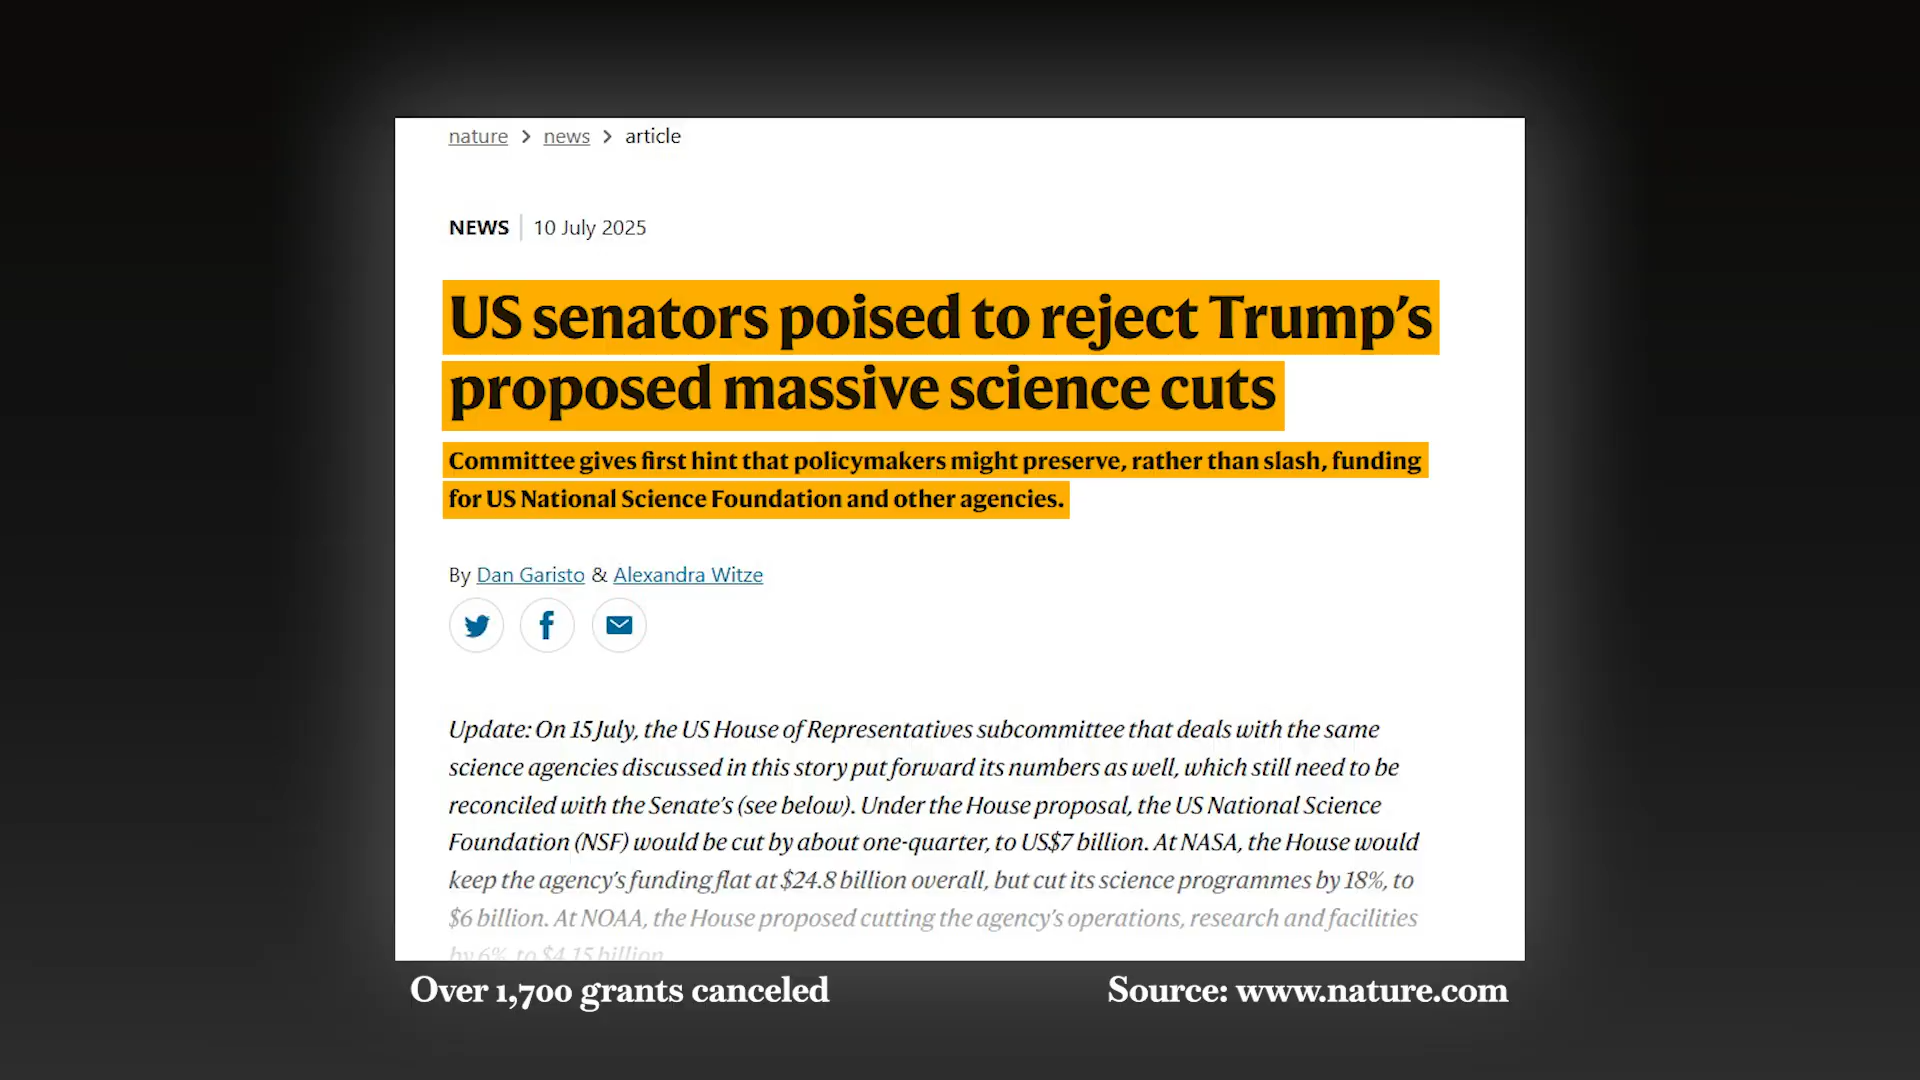 nature > news > article
NEWS | 10 July 2025
US senators poised to reject Trump's
proposed massive science cuts
Committee gives first hint that policymakers might preserve, rather than slash, funding
for US National Science Foundation and other agencies.
By Dan Garisto & Alexandra Witze
Update: On 15 July, the US House of Representatives subcommittee that deals with the same
science agencies discussed in this story put forward its numbers as well, which still need to be
reconciled with the Senate's (see below). Under the House proposal, the US National Science
Foundation (NSF) would be cut by about one-quarter, to US$7 billion. At NASA, the House would
keep the agency's funding flat at $24.8 billion overall, but cut its science programmes by 18%, to
$6 billion. At NOAA, the House proposed cutting the agency's operations, research and facilities
by 6%, to $4.15 billion.
Over 1,700 grants canceled
Source: www.nature.com